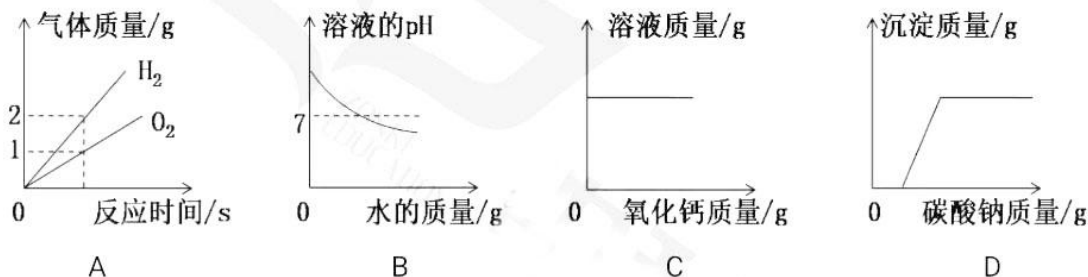 气体质量/g
H₂
2
O₂
1
0
反应时间/s
A
溶液的pH
7
0
水的质量/g
B
溶液质量/g
0
氧化钙质量/g
C
沉淀质量/g
0
碳酸钠质量/g
D